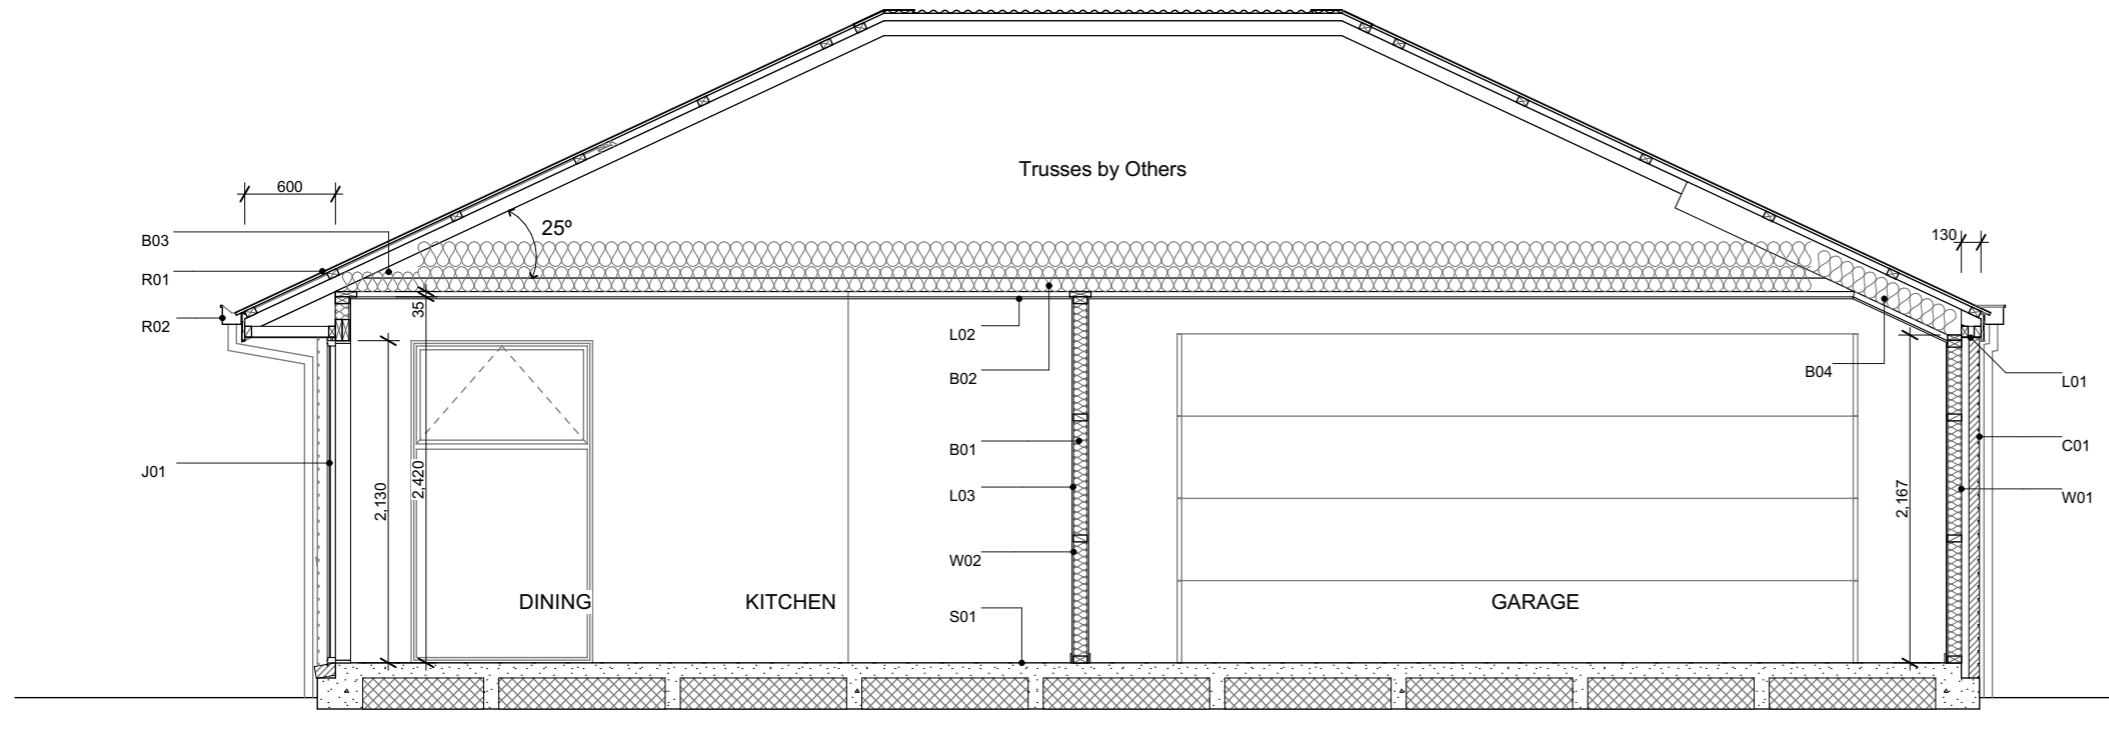 Trusses by Others
600
25º
130
B03
R01
R02
35
L02
B02
B04
L01
B01
C01
J01
2,130
2,420
L03
2,167
W01
W02
DINING
KITCHEN
GARAGE
S01